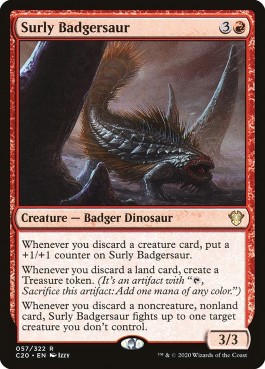 Surly Badgersaur 3
Creature — Badger Dinosaur
Whenever you discard a creature card, put a
+1/+1 counter on Surly Badgersaur.
Whenever you discard a land card, create a
Treasure token. (It's an artifact with “,
Sacrifice this artifact: Add one mana of any color.”)
Whenever you discard a noncreature, nonland
card, Surly Badgersaur fights up to one target
creature you don't control.
3/3
057/322 R
C20 • EN Izzy
™ & © 2020 Wizards of the Coast